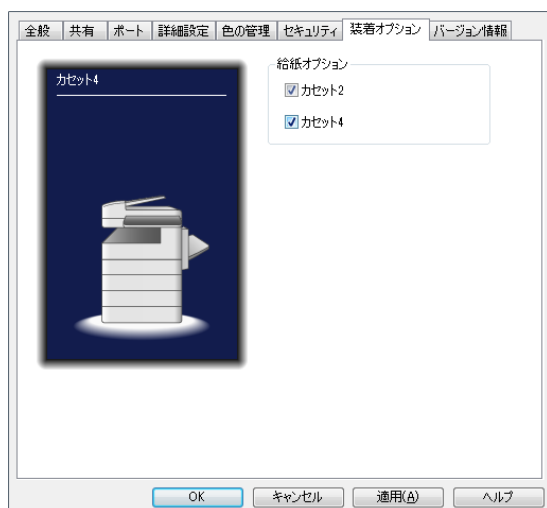 全般 共有 ポート 詳細設定 色の管理 セキュリティ 装着オプション バージョン情報
カセット4
給紙オプション
カセット2
カセット4
OK キャンセル 適用(A) ヘルプ